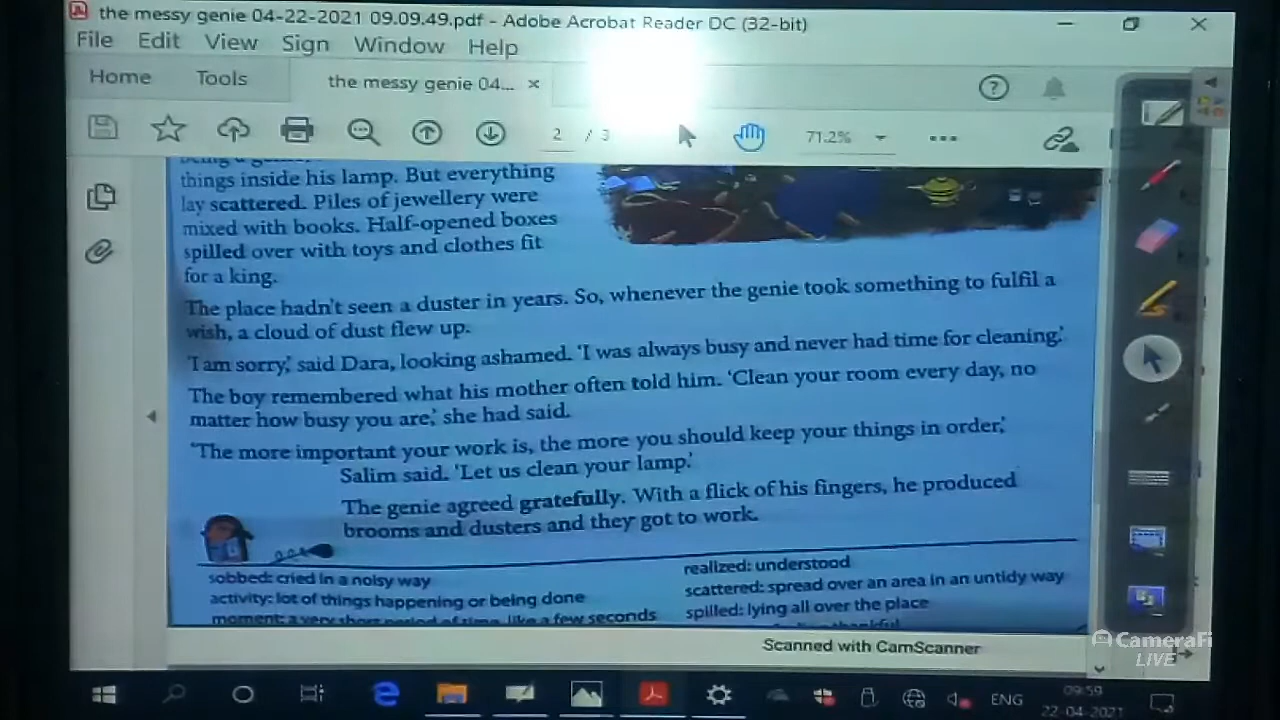 the messy genie 04-22-2021 09.09.49.pdf - Adobe Acrobat Reader DC (32-bit)
File Edit View Sign Window Help
Home Tools the messy genie 04... ×
2 / 3 71.2%
things inside his lamp. But everything
lay scattered. Piles of jewellery were
mixed with books. Half-opened boxes
spilled over with toys and clothes fit
for a king.
The place hadn't seen a duster in years. So, whenever the genie took something to fulfil a
wish, a cloud of dust flew up.
'I am sorry,' said Dara, looking ashamed. 'I was always busy and never had time for cleaning.'
The boy remembered what his mother often told him. 'Clean your room every day, no
matter how busy you are,' she had said.
'The more important your work is, the more you should keep your things in order,'
Salim said. 'Let us clean your lamp.'
The genie agreed gratefully. With a flick of his fingers, he produced
brooms and dusters and they got to work.
sobbed: cried in a noisy way
activity: lot of things happening or being done
moment: a very short period of time, like a few seconds
realized: understood
scattered: spread over an area in an untidy way
spilled: lying all over the place
Scanned with CamScanner
CameraFi
LIVE
ENG
09:59
22-04-2021